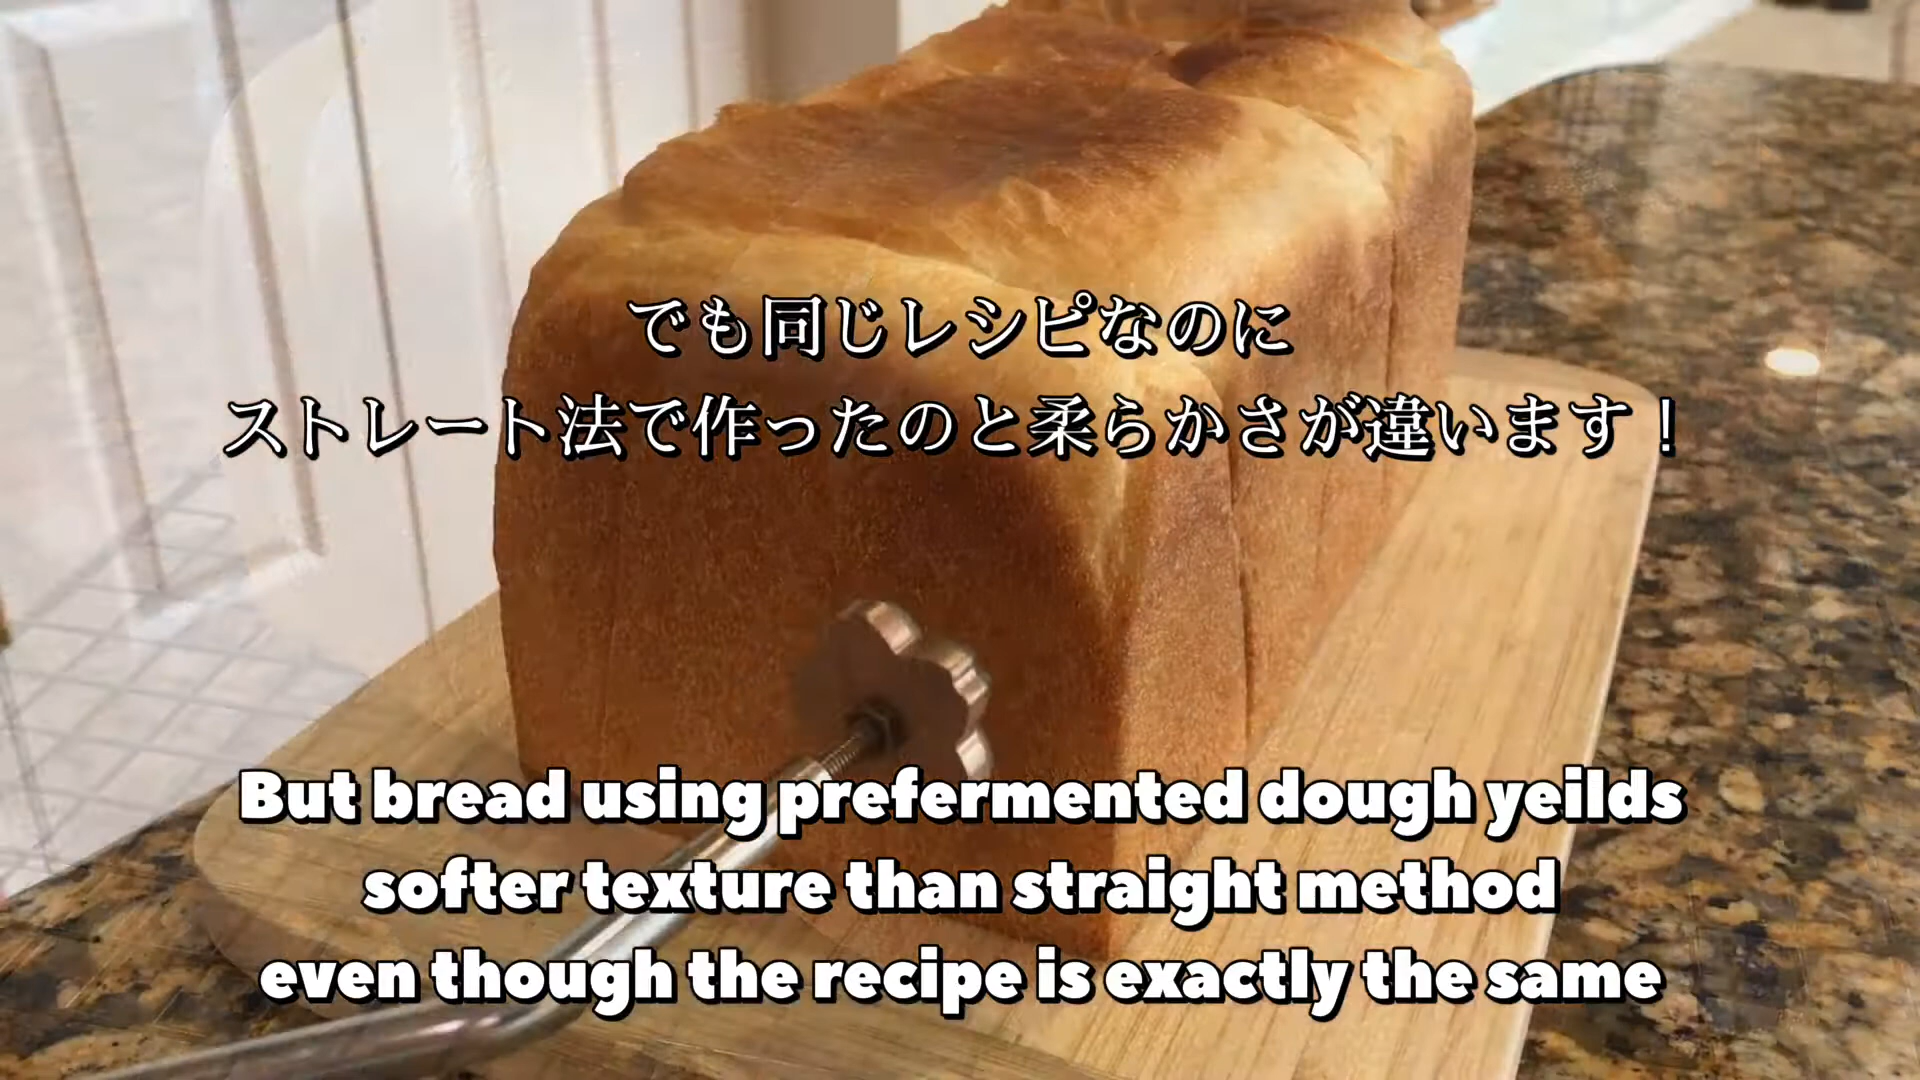 でも同じレシピなのに
ストレート法で作ったのと柔らかさが違います！
But bread using prefermented dough yeilds
softer texture than straight method
even though the recipe is exactly the same